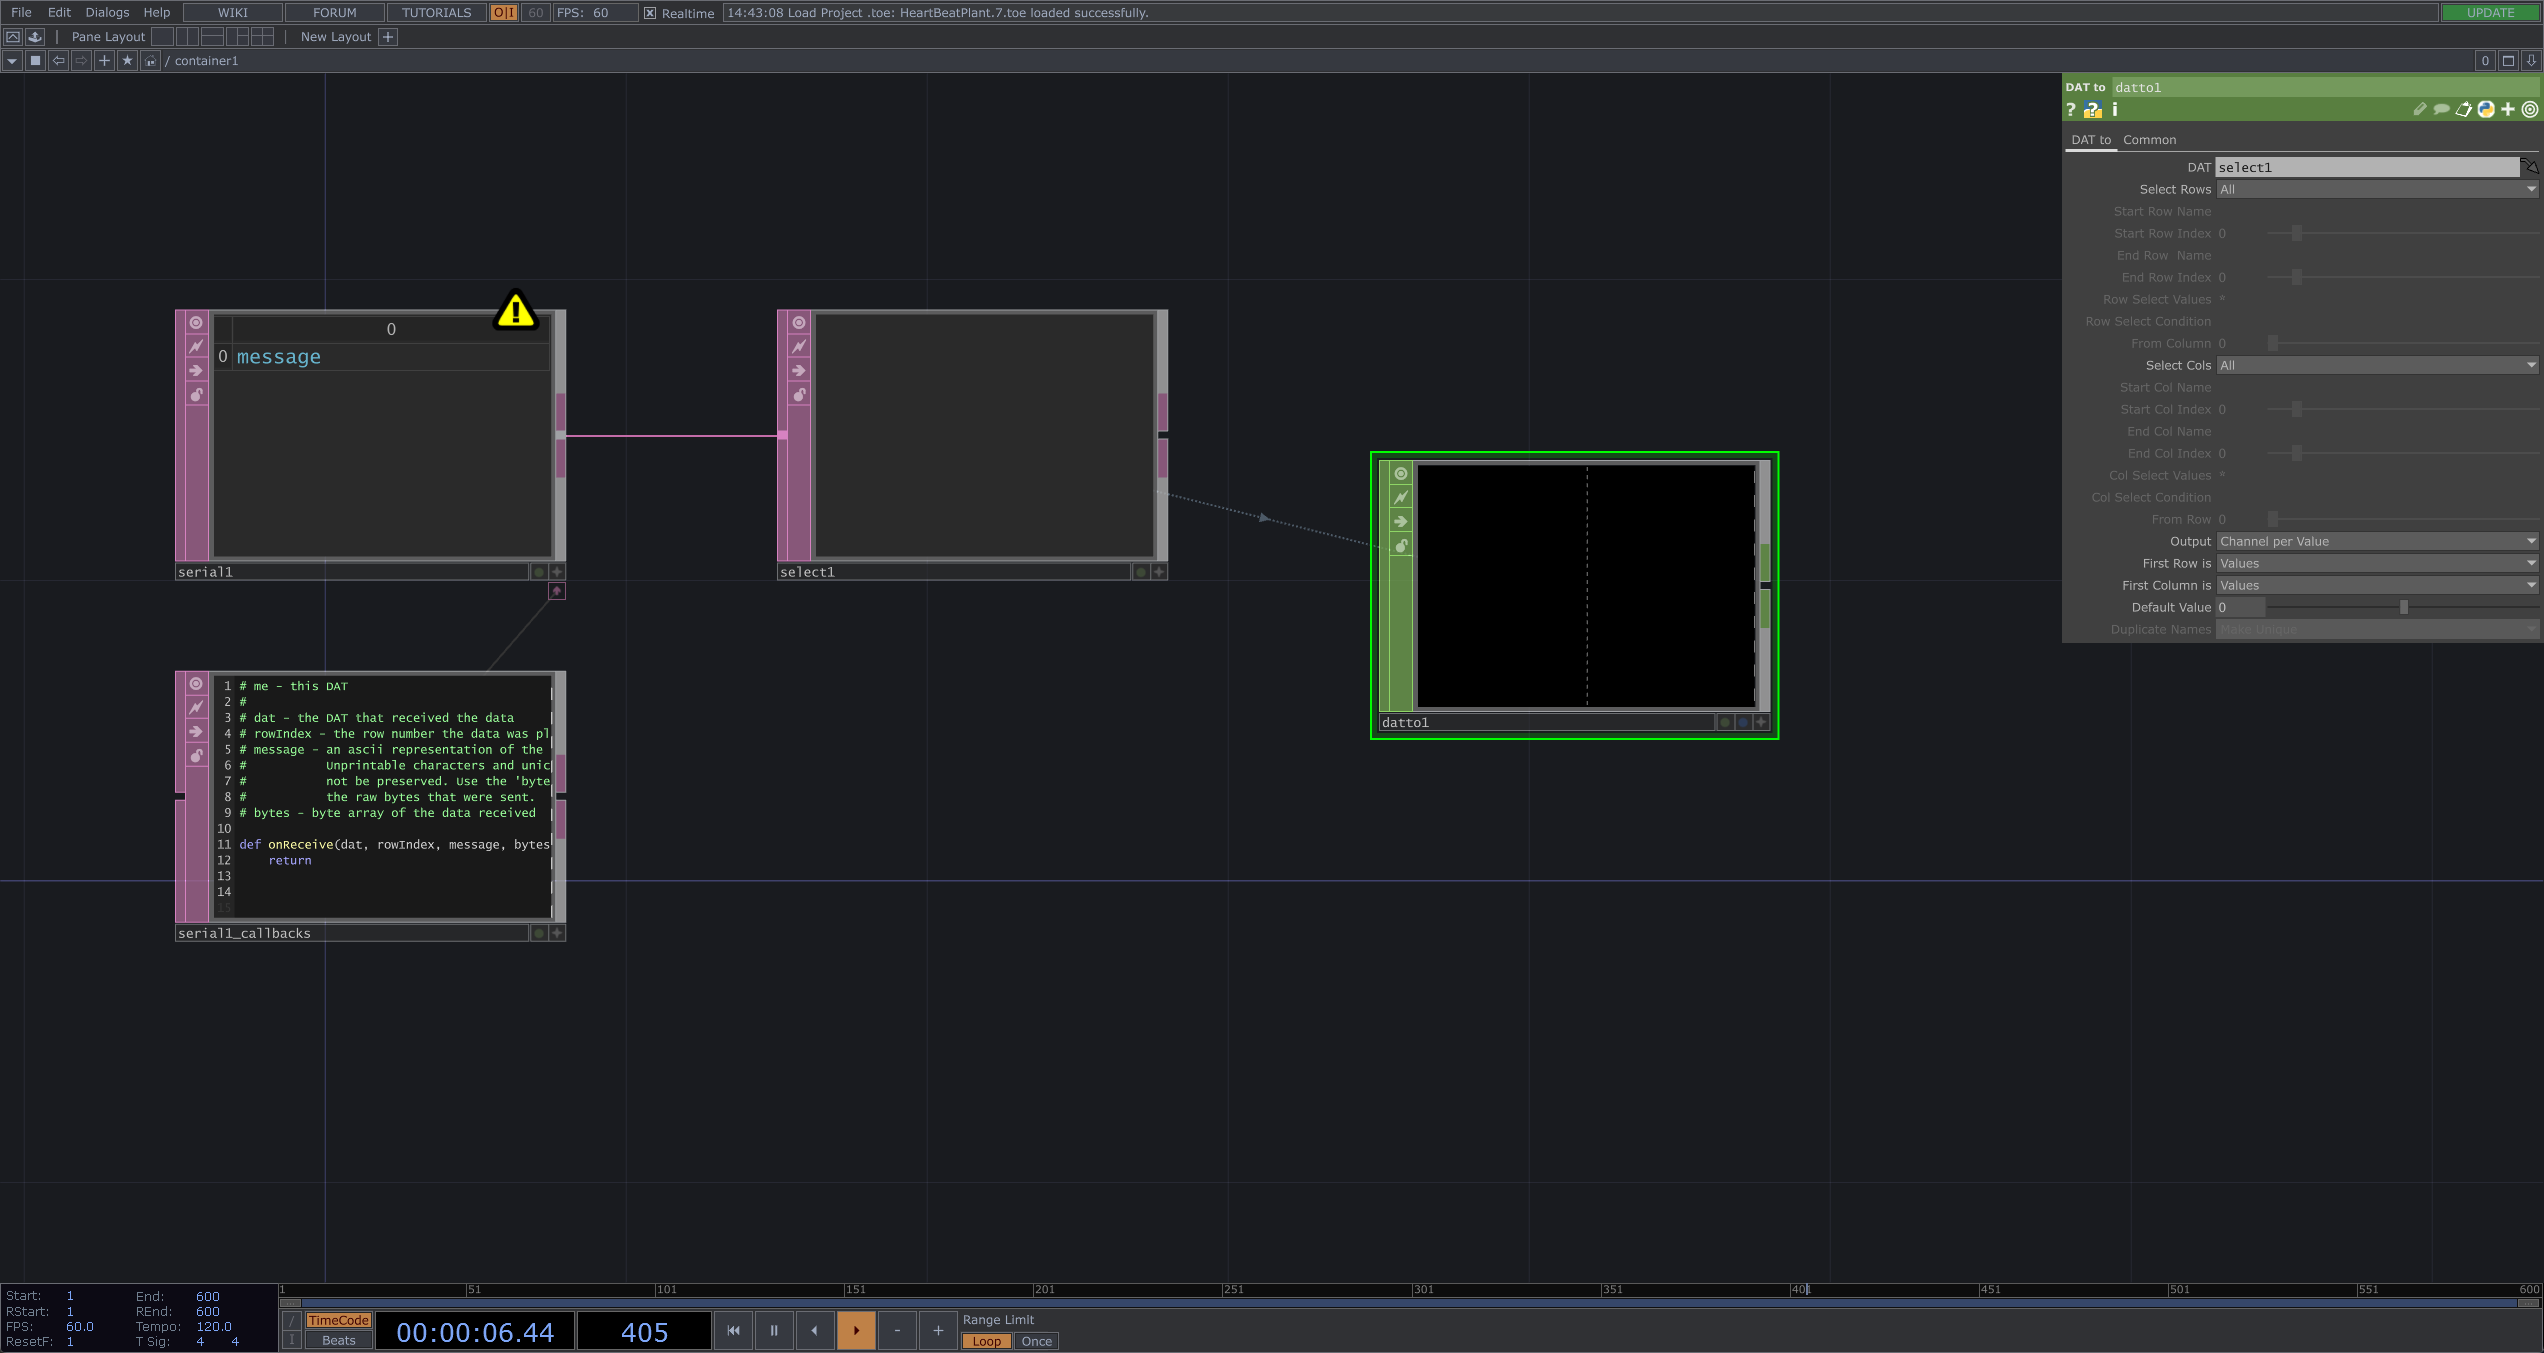 File Edit Dialogs Help WIKI FORUM TUTORIALS O|I 60 FPS: 60 Realtime 14:43:08 Load Project .toe: HeartBeatPlant.7.toe loaded successfully. UPDATE
Pane Layout New Layout +
/ container1 0
DAT to datto1
? ? i
DAT to Common
DAT select1
Select Rows All
Start Row Name
Start Row Index 0
End Row Name
End Row Index 0
Row Select Values *
Row Select Condition
From Column 0
Select Cols All
Start Col Name
Start Col Index 0
End Col Name
End Col Index 0
Col Select Values *
Col Select Condition
From Row 0
Output Channel per Value
First Row is Values
First Column is Values
Default Value 0
Duplicate Names Make Unique
0
0 message
serial1
select1
datto1
1 # me - this DAT
2 #
3 # dat - the DAT that received the data
4 # rowIndex - the row number the data was pl
5 # message - an ascii representation of the
6 # Unprintable characters and unic
7 # not be preserved. Use the 'byte
8 # the raw bytes that were sent.
9 # bytes - byte array of the data received
10
11 def onReceive(dat, rowIndex, message, bytes
12 return
13
14
15
serial1_callbacks
1 51 101 151 201 251 301 351 401 451 501 551 600
Start: 1 End: 600
RStart: 1 REnd: 600
FPS: 60.0 Tempo: 120.0
ResetF: 1 T Sig: 4 4
/ TimeCode
I Beats
00:00:06.44 405 - +
Range Limit
Loop Once